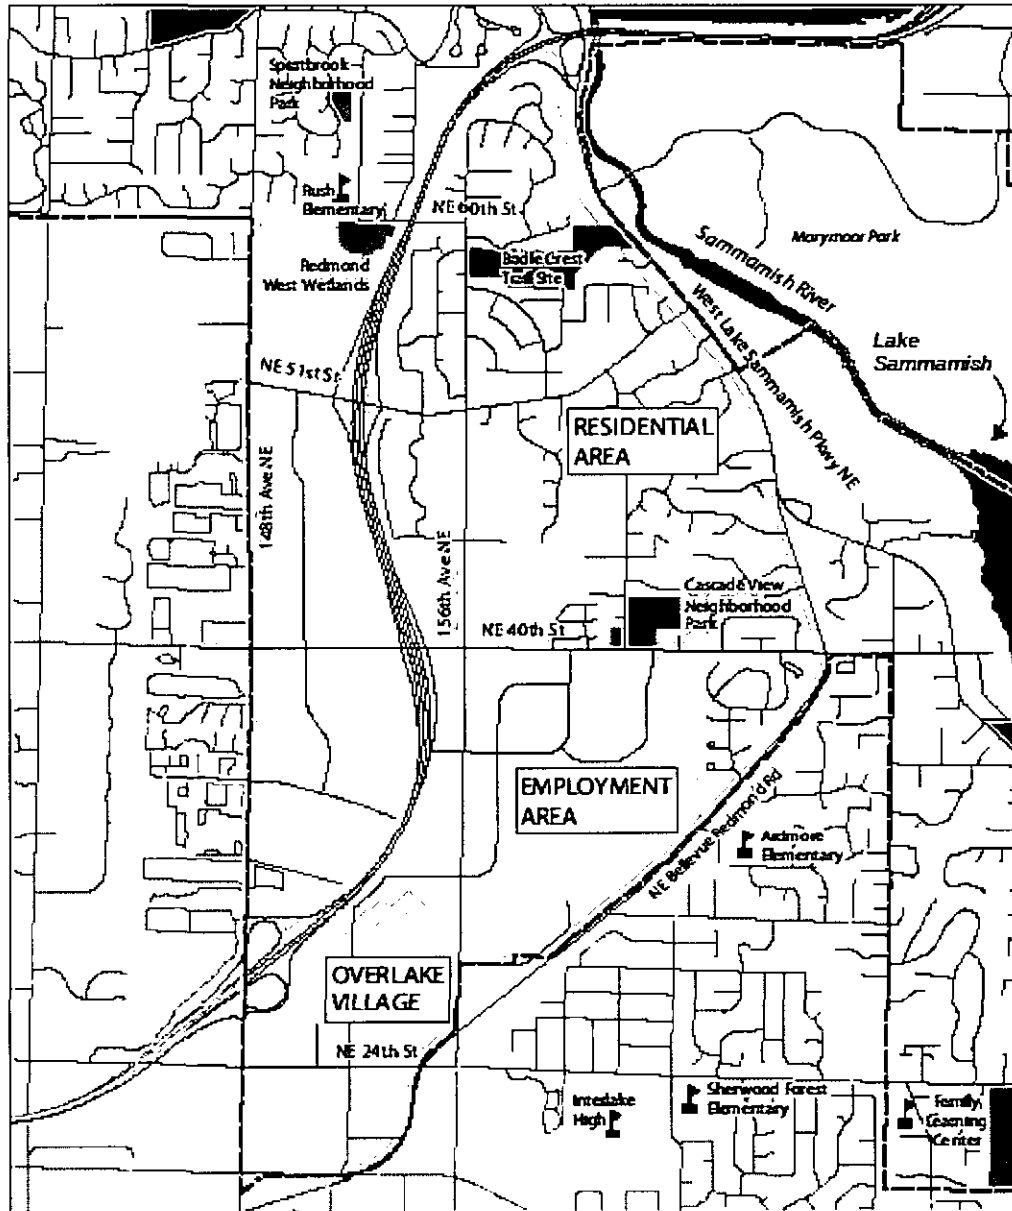 Spiritbrook
Neighborhood
Park
Rush
Elementary
NE 60th St
Redmond
West Wetlands
Bridle Crest
Trail Site
Marymoor Park
Sammamish River
West Lake Sammamish Pkwy NE
Lake
Sammamish
NE 51st St
RESIDENTIAL
AREA
148th Ave NE
156th Ave NE
Cascade View
Neighborhood
Park
NE 40th St
EMPLOYMENT
AREA
NE Bellevue Redmond Rd
Ardmore
Elementary
OVERLAKE
VILLAGE
NE 24th St
Interlake
High
Sherwood Forest
Elementary
Family
Learning
Center